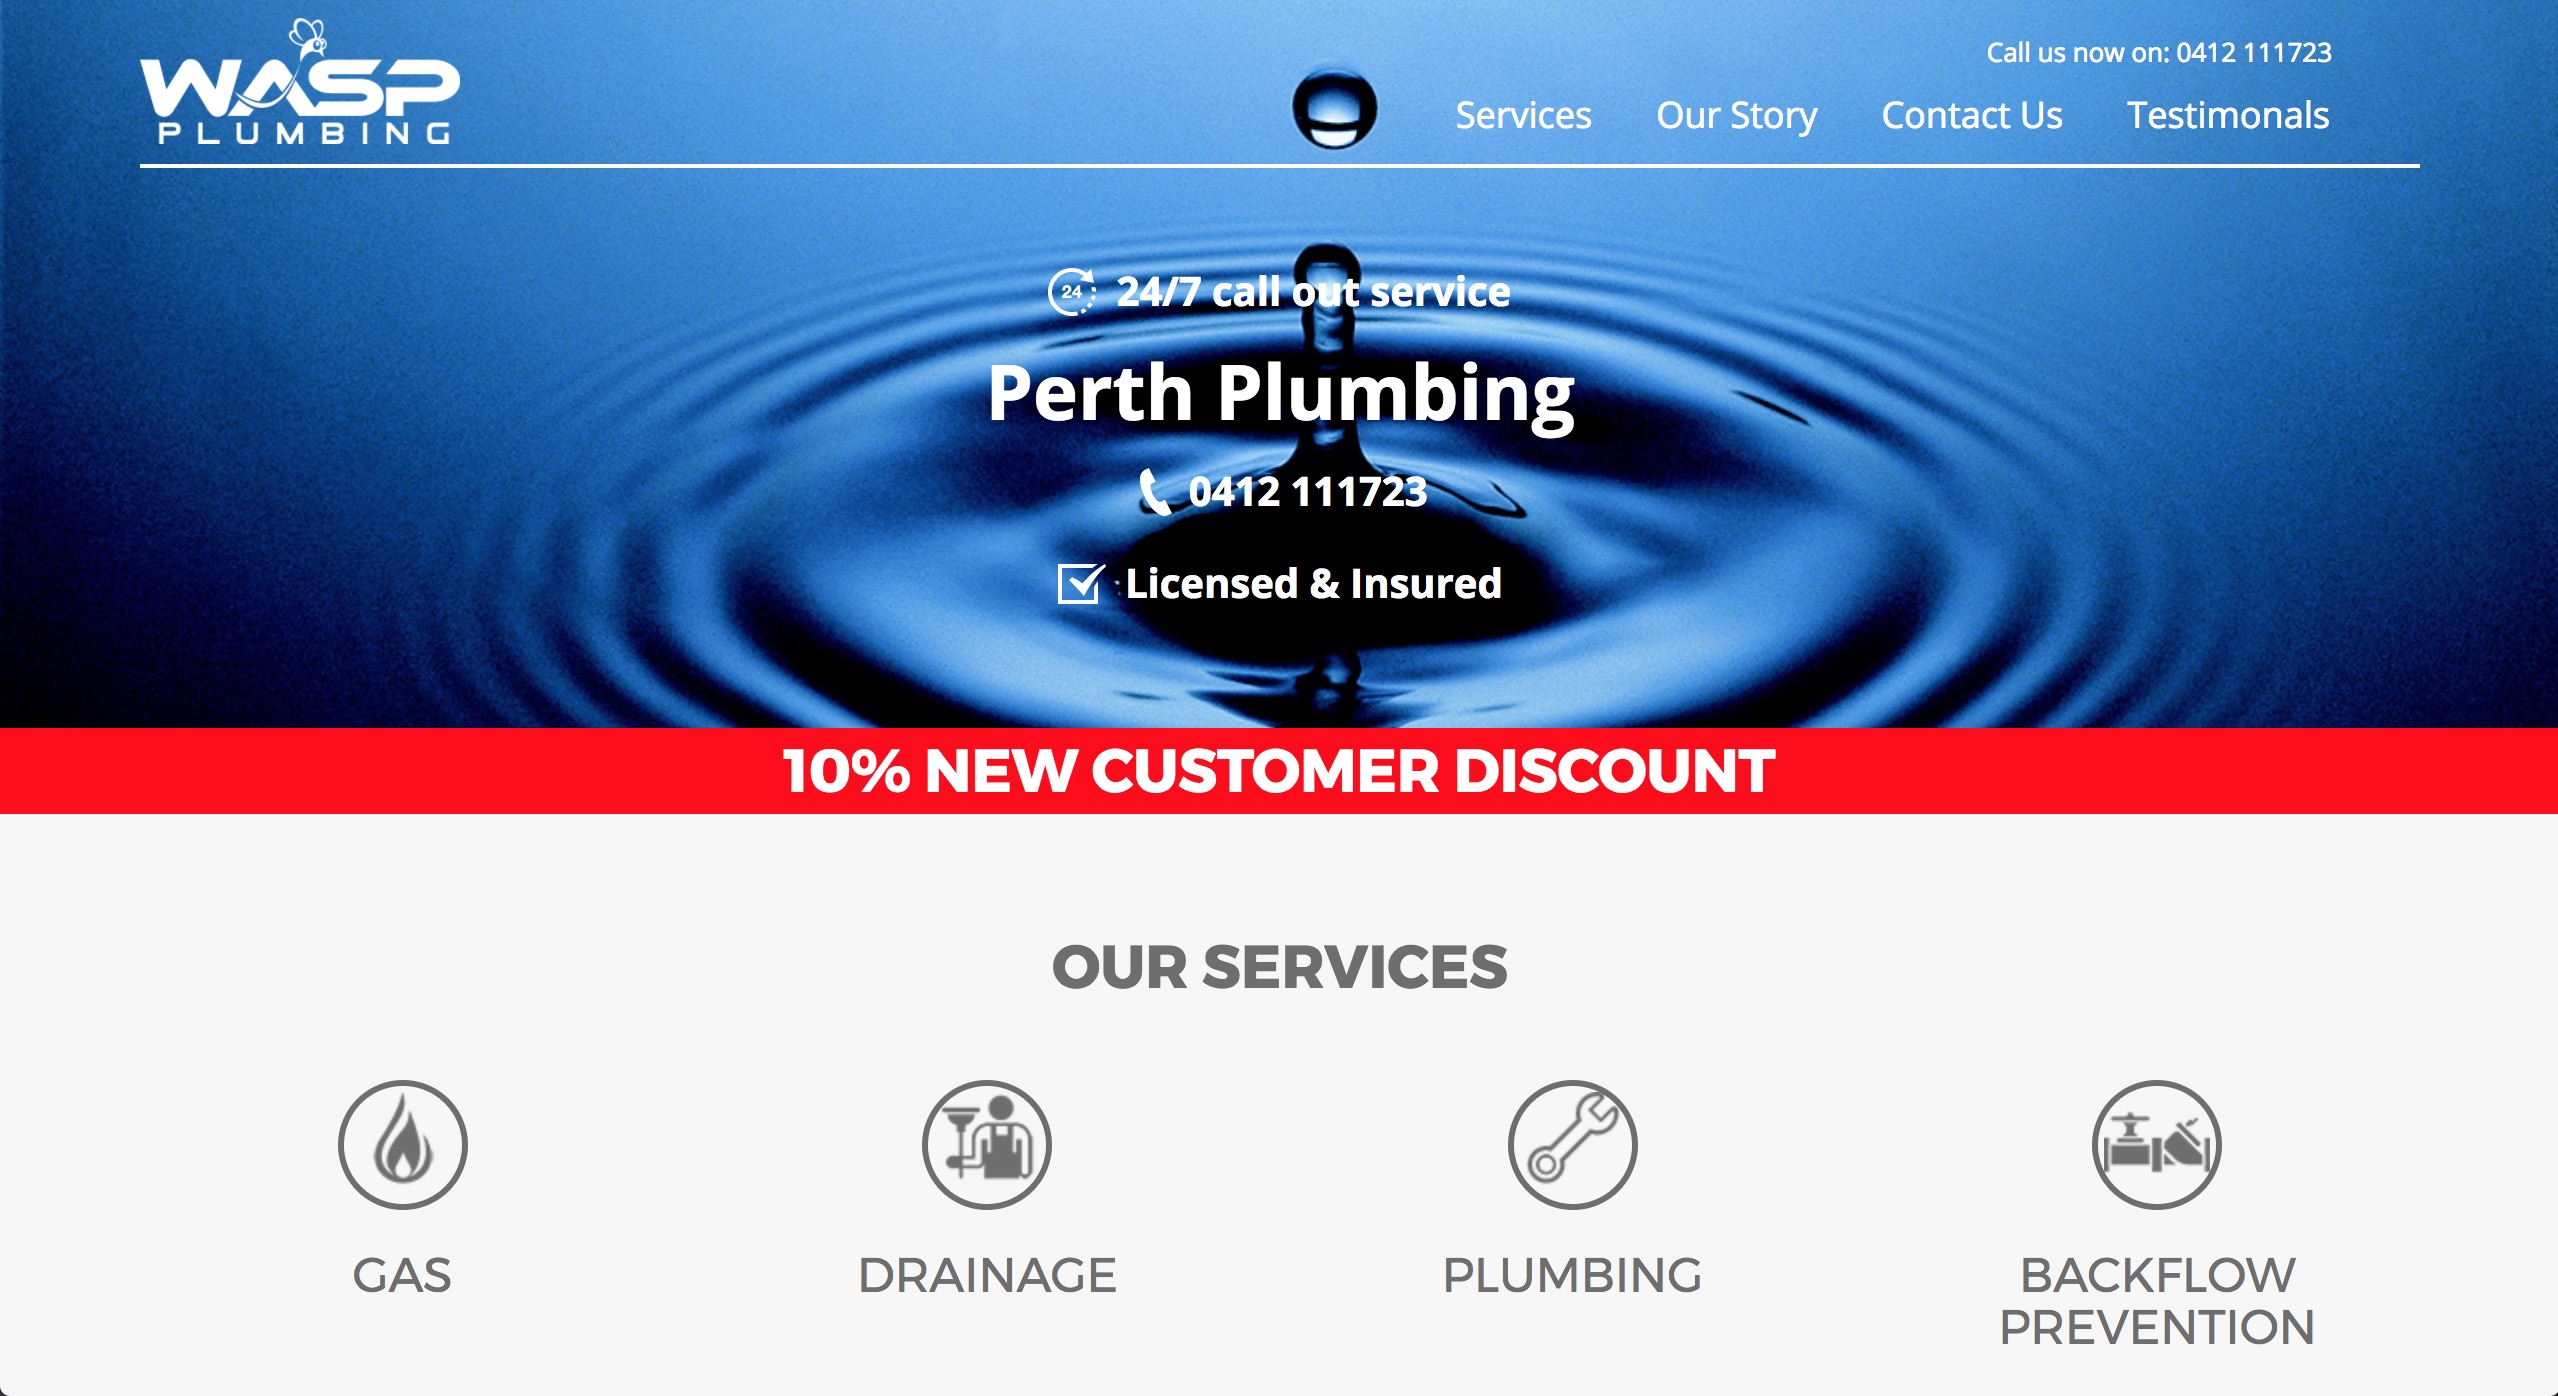 WASP
PLUMBING
Call us now on: 0412 111723
Services Our Story Contact Us Testimonals
24 24/7 call out service
Perth Plumbing
0412 111723
Licensed & Insured
10% NEW CUSTOMER DISCOUNT
OUR SERVICES
GAS
DRAINAGE
PLUMBING
BACKFLOW
PREVENTION